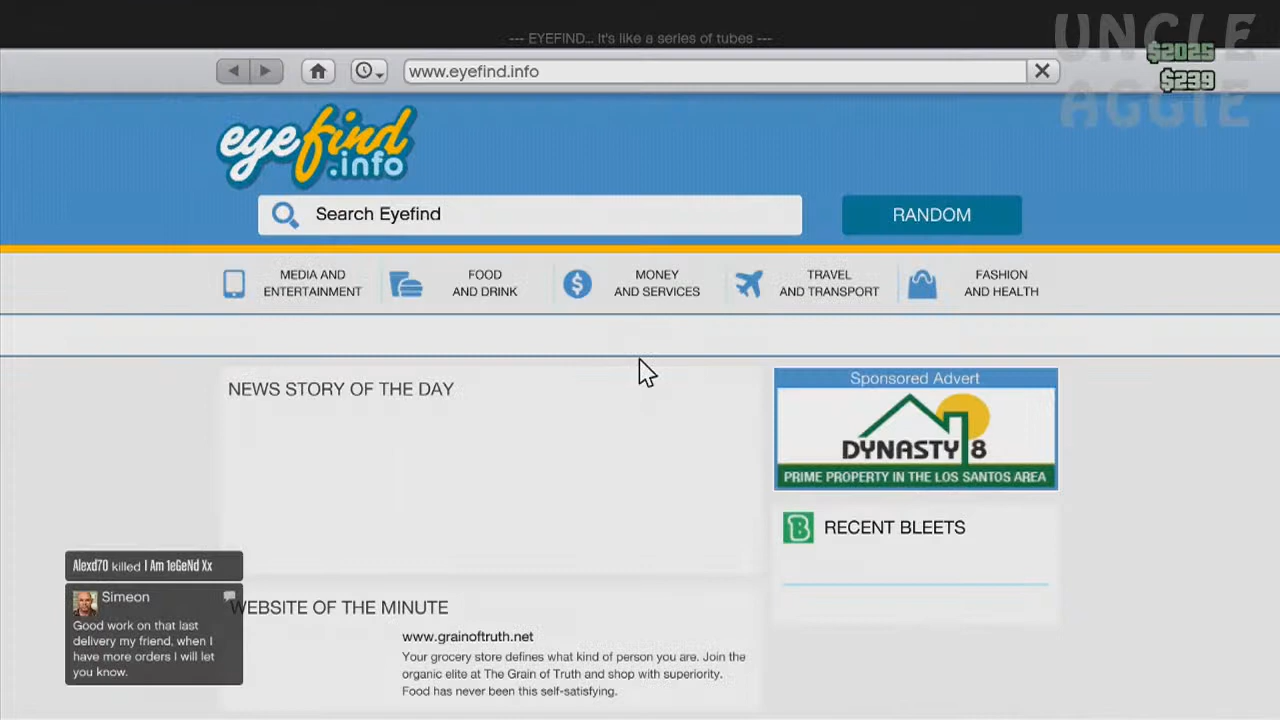 --- EYEFIND... It's like a series of tubes ---
UNCLE
AGGIE
$2025
$239
www.eyefind.info
eyefind
.info
Search Eyefind
RANDOM
MEDIA AND
ENTERTAINMENT
FOOD
AND DRINK
MONEY
AND SERVICES
TRAVEL
AND TRANSPORT
FASHION
AND HEALTH
NEWS STORY OF THE DAY
Sponsored Advert
DYNASTY 8
PRIME PROPERTY IN THE LOS SANTOS AREA
B RECENT BLEETS
Alexd70 killed I Am 1eGeNd Xx
Simeon
Good work on that last
delivery my friend, when I
have more orders I will let
you know.
WEBSITE OF THE MINUTE
www.grainoftruth.net
Your grocery store defines what kind of person you are. Join the
organic elite at The Grain of Truth and shop with superiority.
Food has never been this self-satisfying.